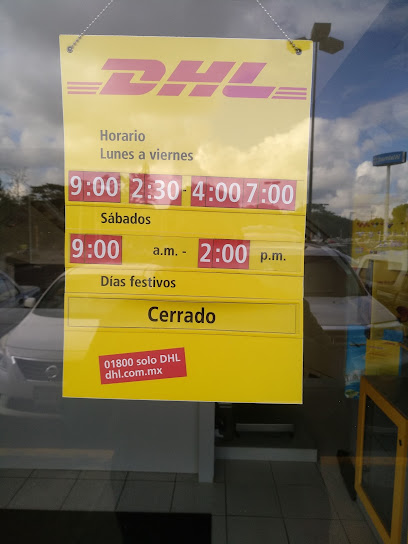 DHL
Horario
Lunes a viernes
9:00 2:30 - 4:00 7:00
Sábados
9:00 a.m. - 2:00 p.m.
Días festivos
Cerrado
01800 solo DHL
dhl.com.mx